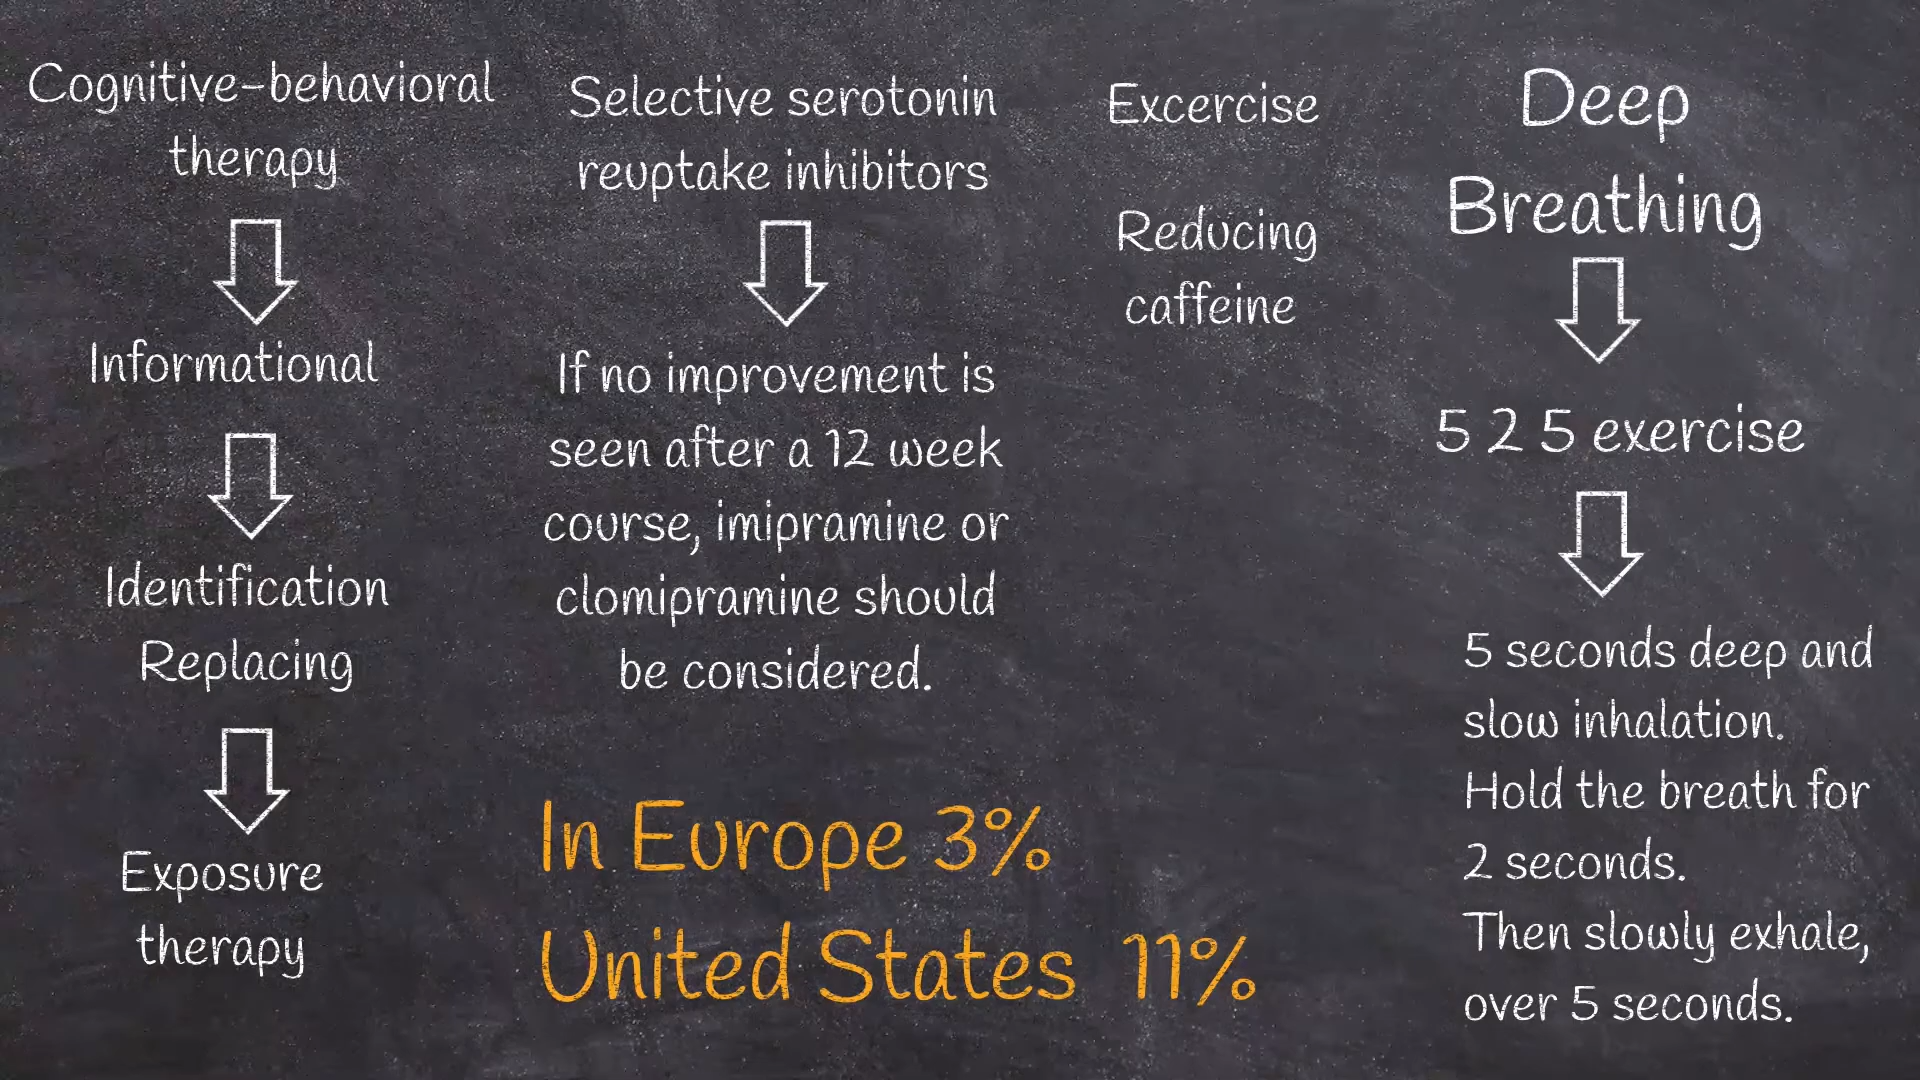 Cognitive-behavioral
therapy
Informational
Identification
Replacing
Exposure
therapy
Selective serotonin
reuptake inhibitors
If no improvement is
seen after a 12 week
course, imipramine or
clomipramine should
be considered.
In Europe 3%
United States 11%
Excercise
Reducing
caffeine
Deep
Breathing
5 2 5 exercise
5 seconds deep and
slow inhalation.
Hold the breath for
2 seconds.
Then slowly exhale,
over 5 seconds.